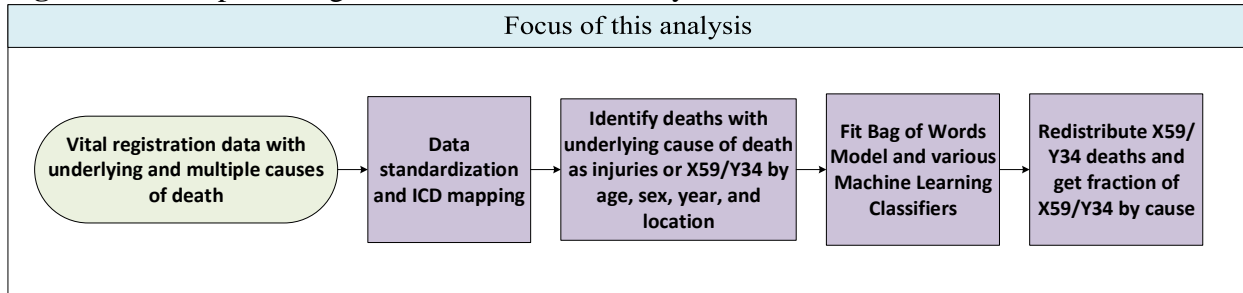 Focus of this analysis
Vital registration data with
underlying and multiple causes
of death
Data
standardization
and ICD mapping
Identify deaths with
underlying cause of death
as injuries or X59/Y34 by
age, sex, year, and
location
Fit Bag of Words
Model and various
Machine Learning
Classifiers
Redistribute X59/
Y34 deaths and
get fraction of
X59/Y34 by cause